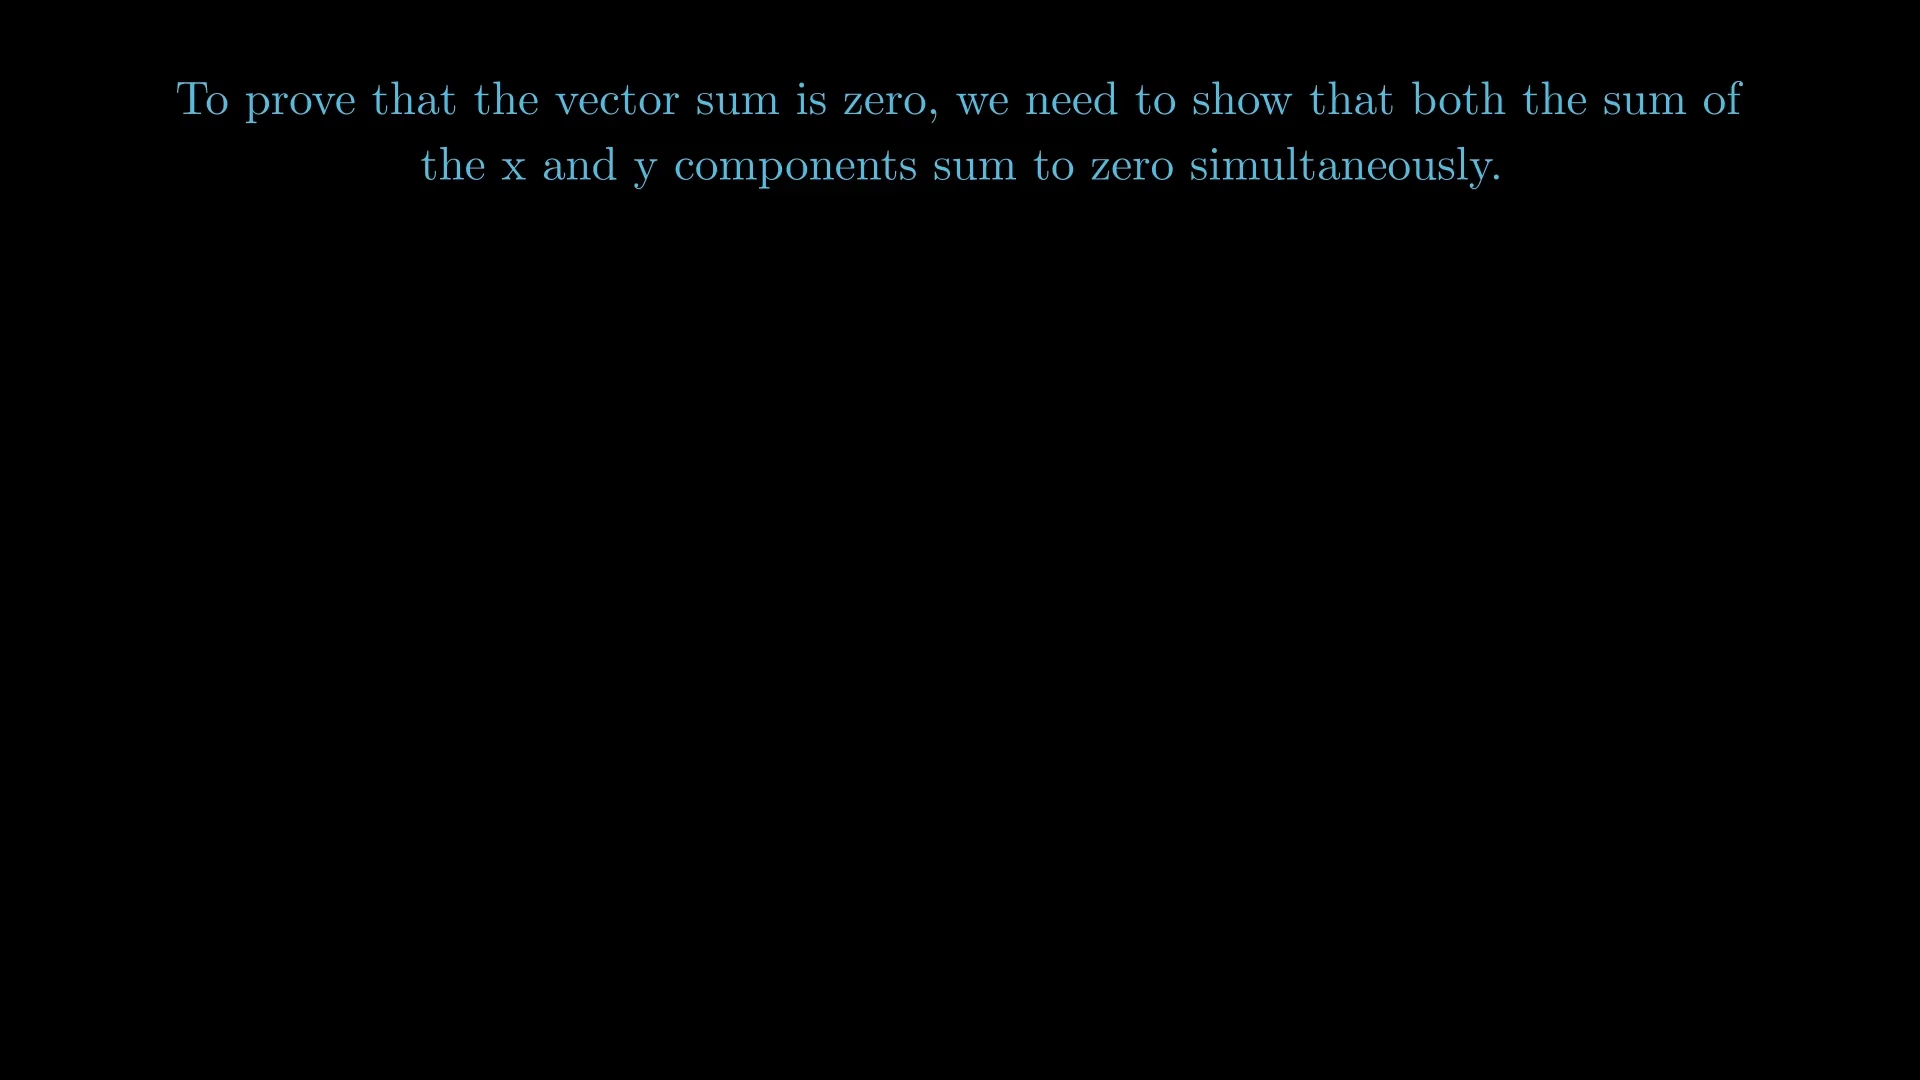 To prove that the vector sum is zero, we need to show that both the sum of
the x and y components sum to zero simultaneously.